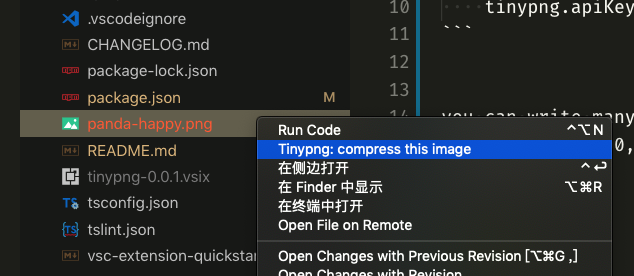 .vscodeignore
CHANGELOG.md
package-lock.json
package.json M
panda-happy.png
README.md
tinypng-0.0.1.vsix
tsconfig.json
tslint.json
vsc-extension-quickstar
10 tinypng.apiKey
11 ```
12
13
14
you can write many
0,
Run Code ^⌥N
Tinypng: compress this image
在侧边打开 ^↩
在 Finder 中显示 ⌥⌘R
在终端中打开
Open File on Remote
Open Changes with Previous Revision [⌥⌘G ,]
Open Changes with Revision